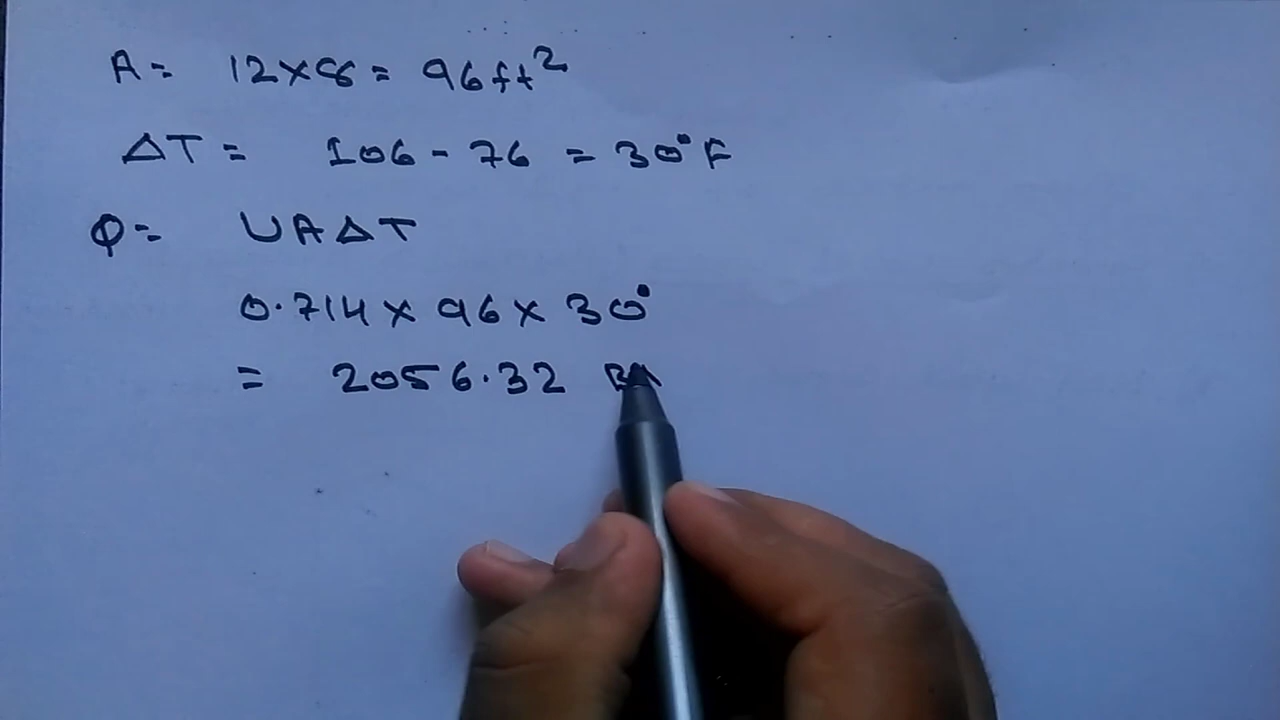 A= 12×8= 96ft²
ΔT= 106-76 = 30°F
Q= UAΔT
0.714×96×30°
= 2056.32